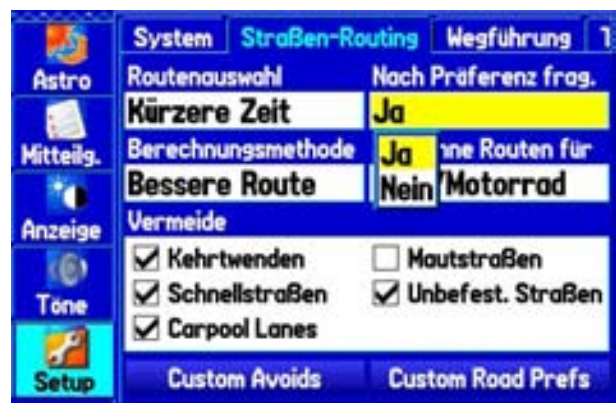 System Straßen-Routing Wegführung
Astro
Routenauswahl Nach Präferenz frag.
Kürzere Zeit Ja
Mitteilg.
Berechnungsmethode Ja hne Routen für
Bessere Route Nein /Motorrad
Anzeige
Vermeide
Kehrtwenden Mautstraßen
Töne
Schnellstraßen Unbefest. Straßen
Carpool Lanes
Setup
Custom Avoids Custom Road Prefs